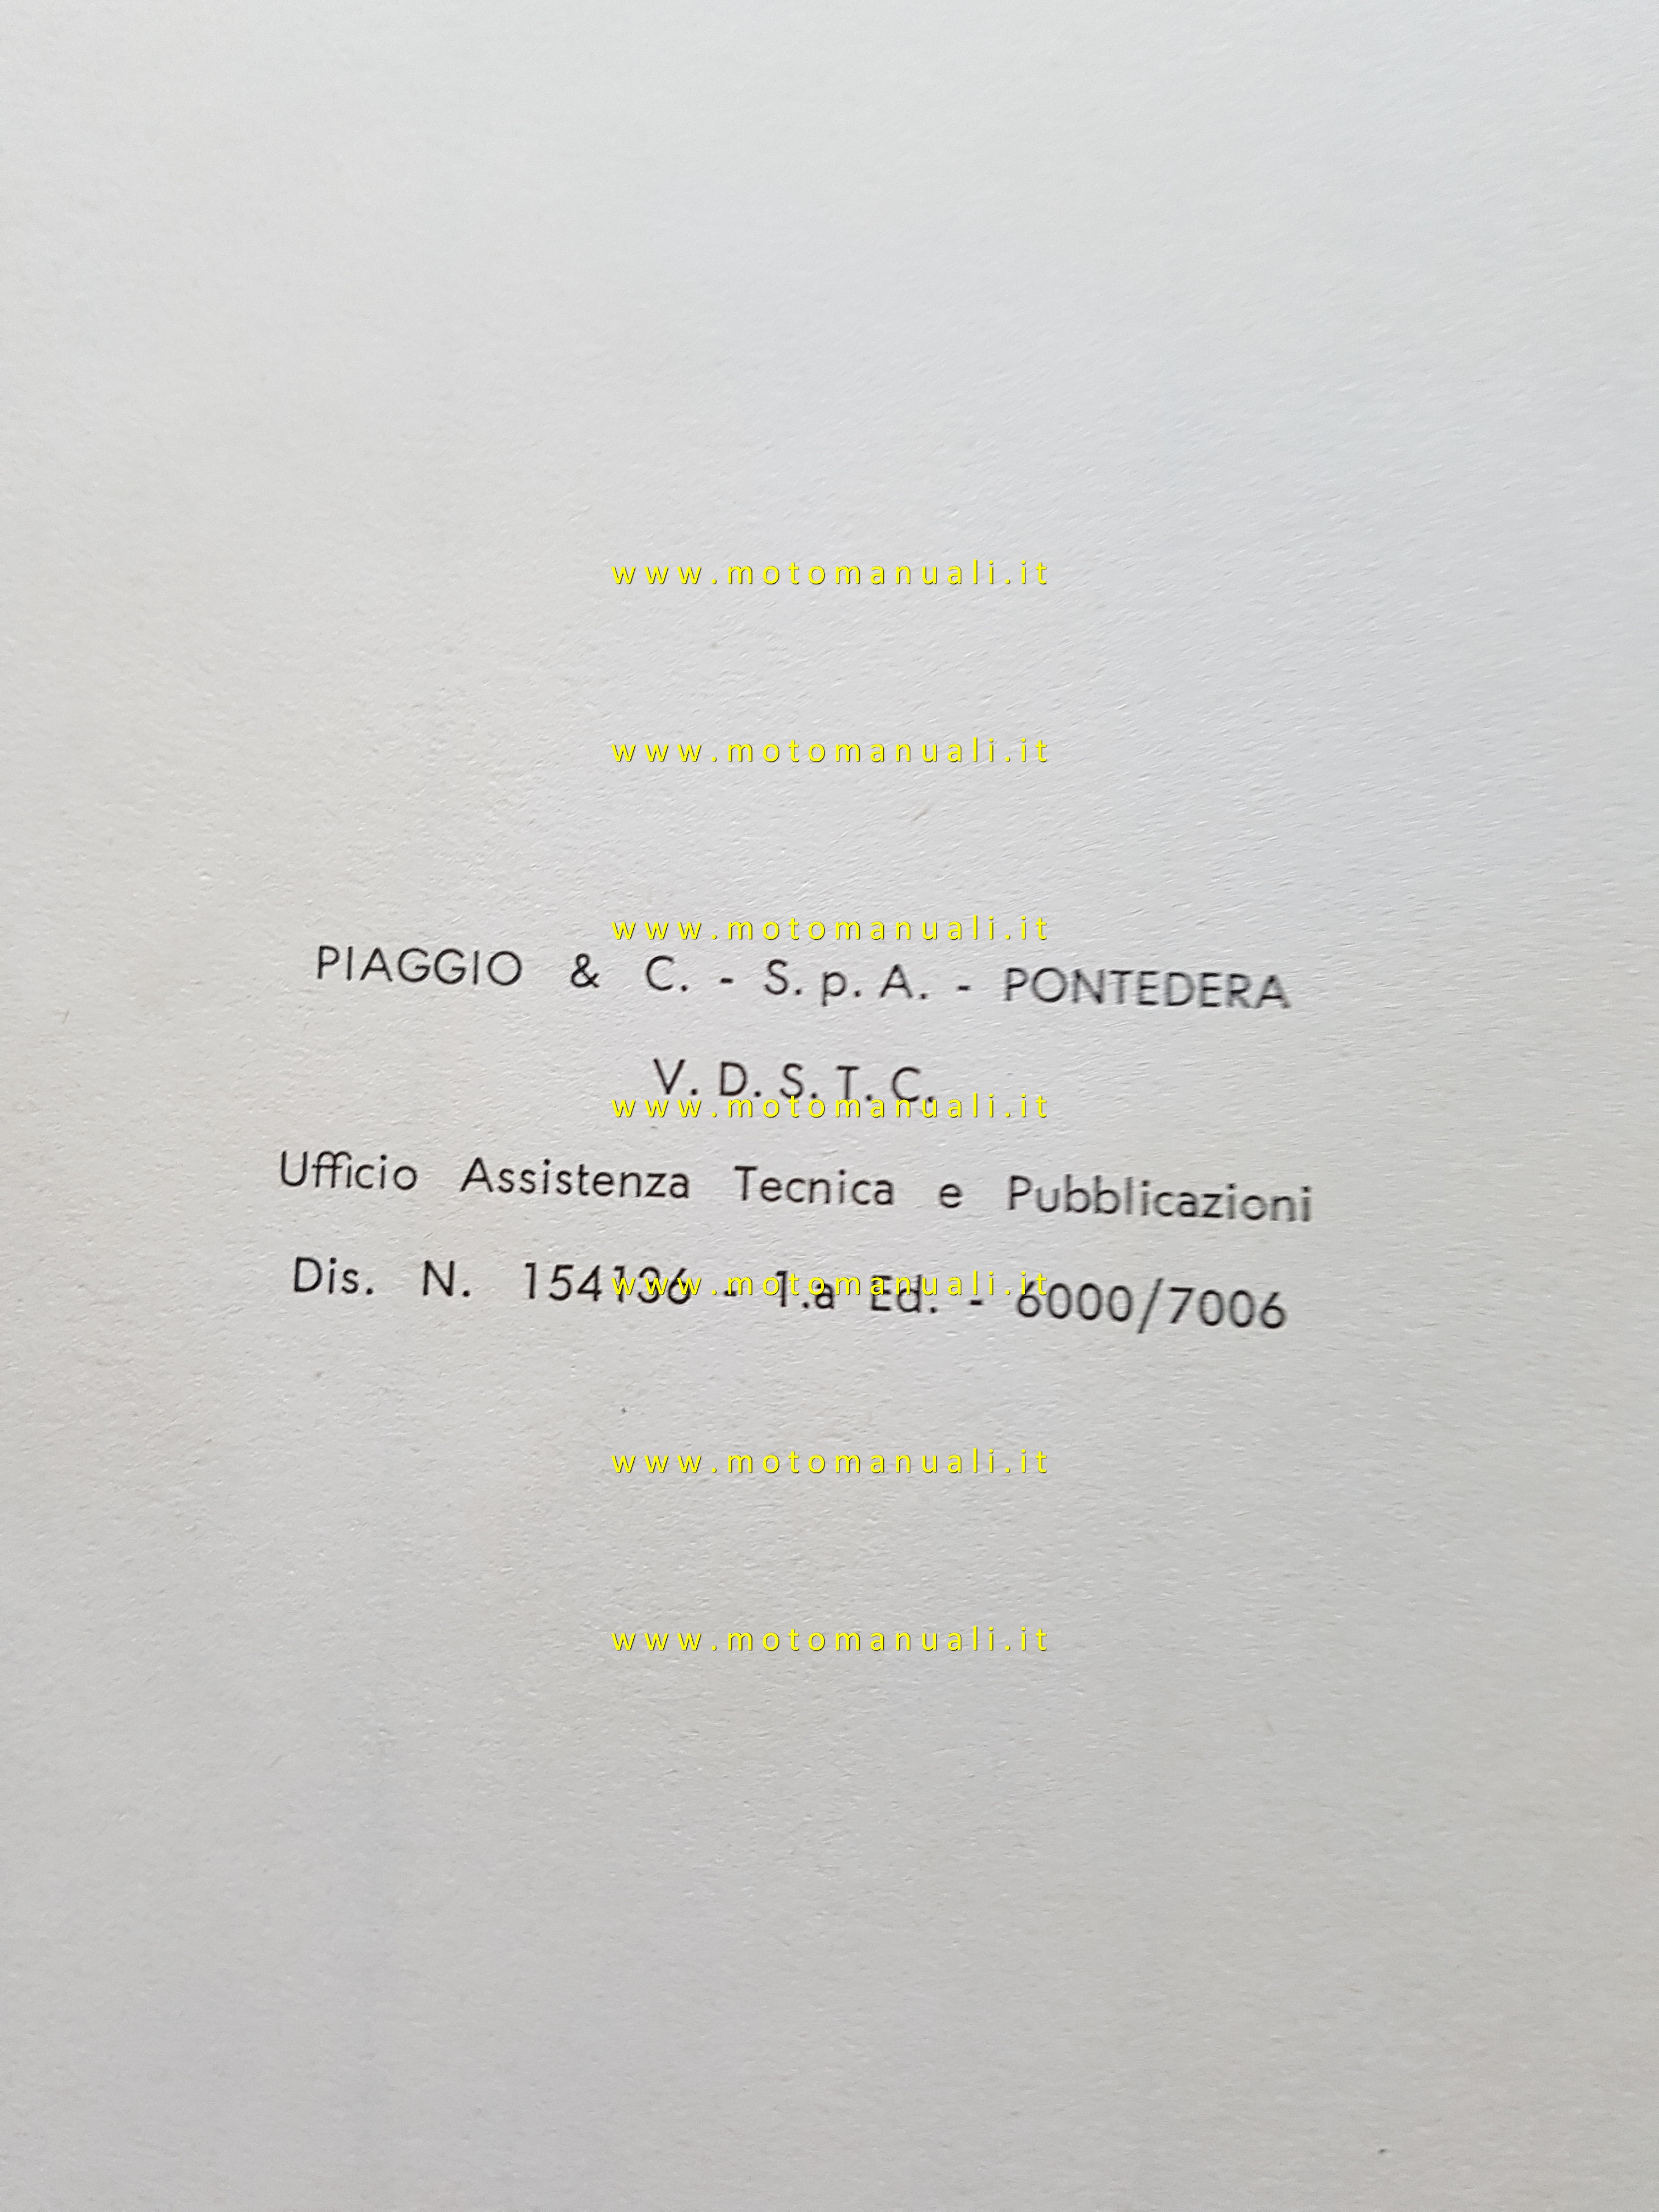 www.motomanuali.it
www.motomanuali.it
www.motomanuali.it
PIAGGIO & C. - S. p. A. - PONTEDERA
V. D. S. T. C.
www.motomanuali.it
Ufficio Assistenza Tecnica e Pubblicazioni
Dis. N. 154136 - 1.a Ed. - 6000/7006
www.motomanuali.it
www.motomanuali.it
www.motomanuali.it